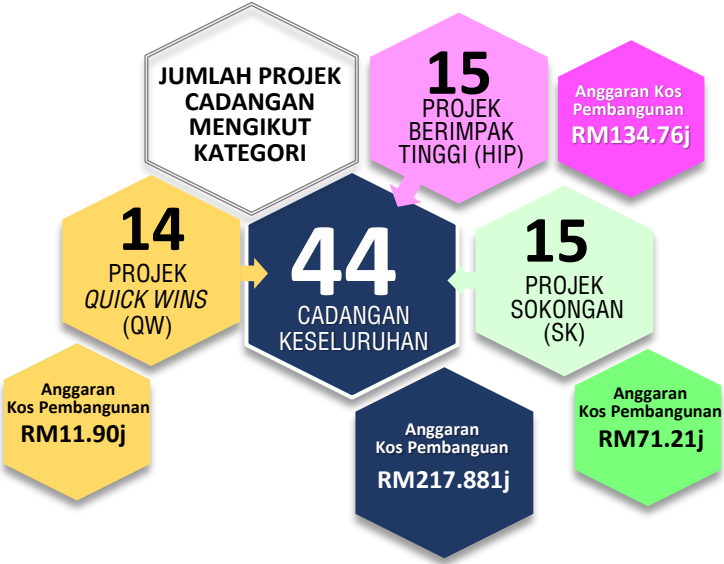 JUMLAH PROJEK
CADANGAN
MENGIKUT
KATEGORI
15
PROJEK
BERIMPAK
TINGGI (HIP)
Anggaran Kos
Pembangunan
RM134.76j
14
PROJEK
QUICK WINS
(QW)
44
CADANGAN
KESELURUHAN
15
PROJEK
SOKONGAN
(SK)
Anggaran
Kos Pembangunan
RM11.90j
Anggaran
Kos Pembanguan
RM217.881j
Anggaran
Kos Pembangunan
RM71.21j